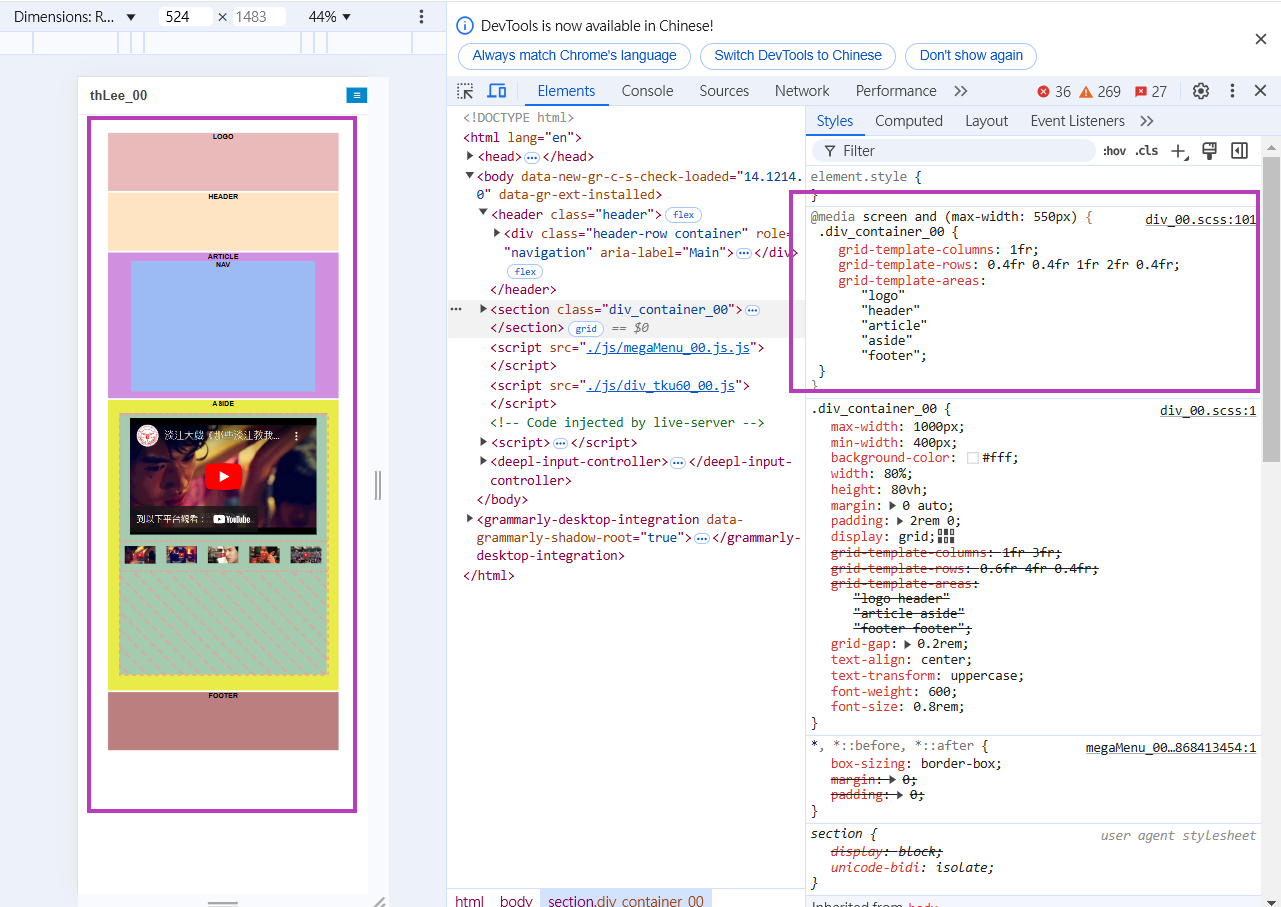 Dimensions: R... ▼ 524 × 1483 44% ▼
thLee_00
LOGO
HEADER
ARTICLE
NAV
ASIDE
淡江大戲《那些淡江教我...
到以下平台觀看： YouTube
FOOTER
DevTools is now available in Chinese!
Always match Chrome's language
Switch DevTools to Chinese
Don't show again
Elements Console Sources Network Performance » 36 269 27
<!DOCTYPE html>
<html lang="en">
▶ <head> ⋯ </head>
▼ <body data-new-gr-c-s-check-loaded="14.1214.
0" data-gr-ext-installed>
▼ <header class="header"> flex
▶ <div class="header-row container" role=
"navigation" aria-label="Main"> ⋯ </div>
flex
</header>
⋯ ▶ <section class="div_container_00"> ⋯
</section> grid == $0
<script src="./js/megaMenu_00.js.js">
</script>
<script src="./js/div_tku60_00.js">
</script>
<!-- Code injected by live-server -->
▶ <script> ⋯ </script>
▶ <deepl-input-controller> ⋯ </deepl-input-
controller>
</body>
▶ <grammarly-desktop-integration data-
grammarly-shadow-root="true"> ⋯ </grammarly-
desktop-integration>
</html>
html body section.div_container_00
Styles Computed Layout Event Listeners »
Filter :hov .cls +
element.style {
}
@media screen and (max-width: 550px) { div_00.scss:101
.div_container_00 {
grid-template-columns: 1fr;
grid-template-rows: 0.4fr 0.4fr 1fr 2fr 0.4fr;
grid-template-areas:
"logo"
"header"
"article"
"aside"
"footer";
}
}
.div_container_00 { div_00.scss:1
max-width: 1000px;
min-width: 400px;
background-color: #fff;
width: 80%;
height: 80vh;
margin: ▶ 0 auto;
padding: ▶ 2rem 0;
display: grid;
grid-template-columns: 1fr 3fr;
grid-template-rows: 0.6fr 4fr 0.4fr;
grid-template-areas:
"logo header"
"article aside"
"footer footer";
grid-gap: ▶ 0.2rem;
text-align: center;
text-transform: uppercase;
font-weight: 600;
font-size: 0.8rem;
}
*, *::before, *::after { megaMenu_00…868413454:1
box-sizing: border-box;
margin: ▶ 0;
padding: ▶ 0;
}
section { user agent stylesheet
display: block;
unicode-bidi: isolate;
}
Inherited from body